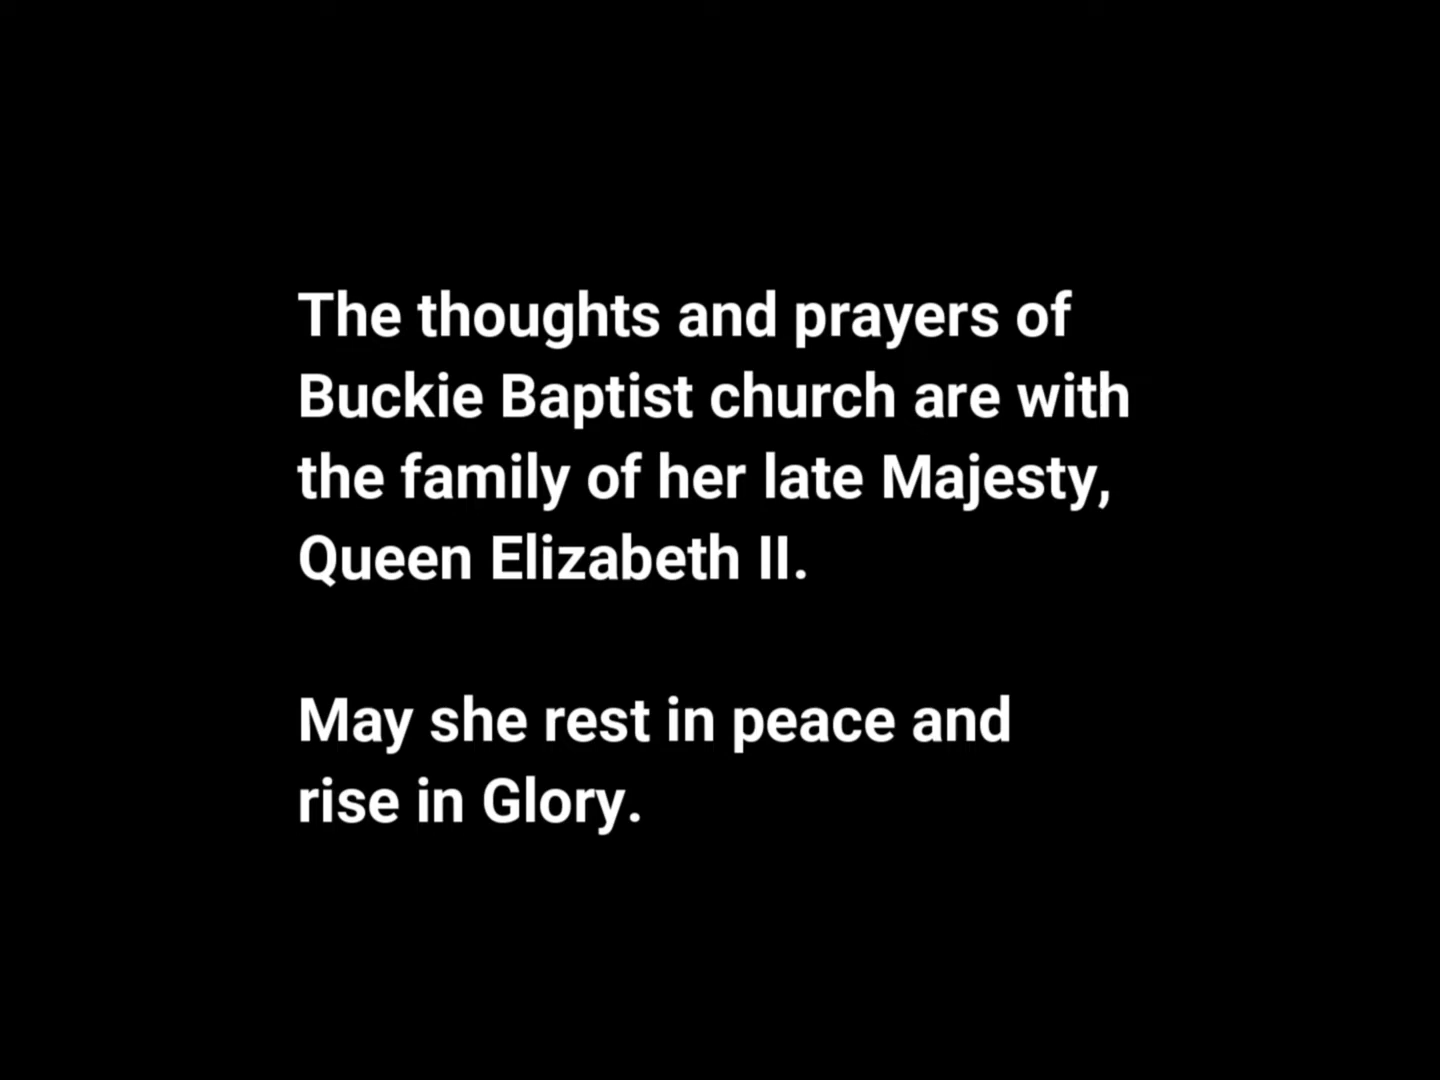 The thoughts and prayers of
Buckie Baptist church are with
the family of her late Majesty,
Queen Elizabeth II.
May she rest in peace and
rise in Glory.